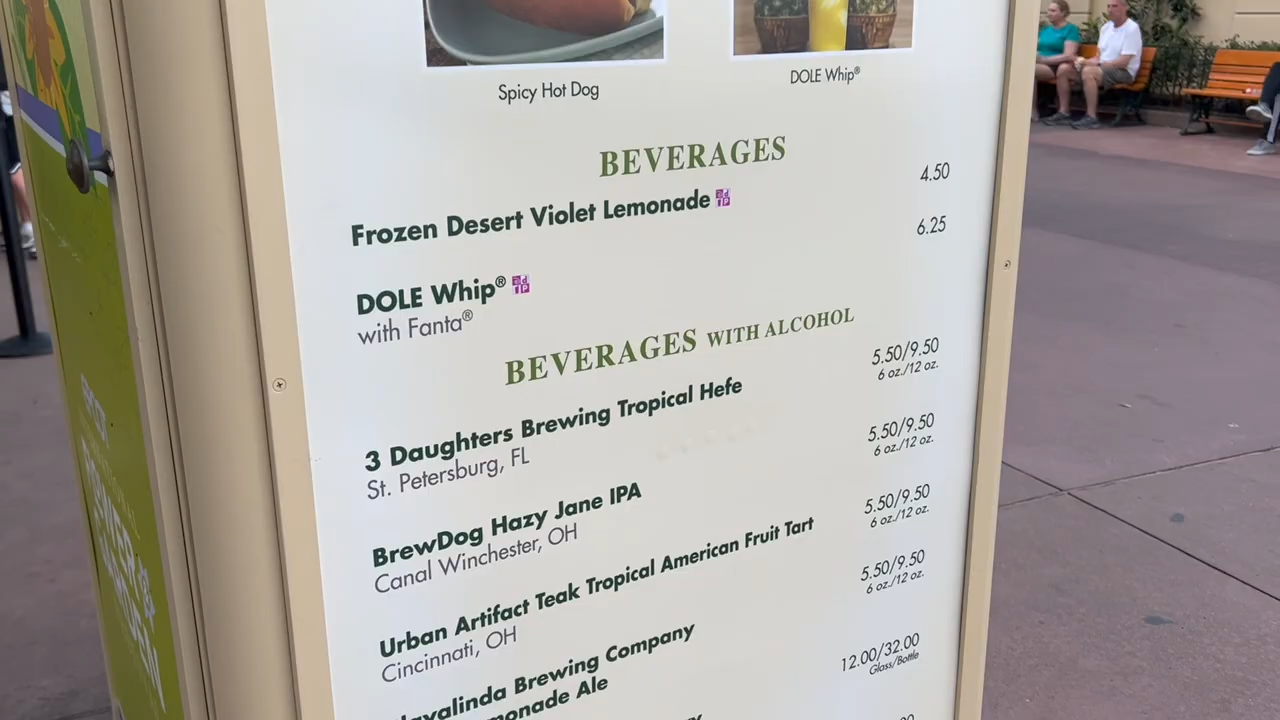 Spicy Hot Dog
DOLE Whip®
BEVERAGES
Frozen Desert Violet Lemonade
4.50
DOLE Whip®
6.25
with Fanta®
BEVERAGES WITH ALCOHOL
3 Daughters Brewing Tropical Hefe
5.50/9.50
St. Petersburg, FL
6 oz./12 oz.
BrewDog Hazy Jane IPA
5.50/9.50
Canal Winchester, OH
6 oz./12 oz.
Urban Artifact Teak Tropical American Fruit Tart
5.50/9.50
Cincinnati, OH
6 oz./12 oz.
Brewing Company
5.50/9.50
Ale
6 oz./12 oz.
12.00/32.00
Glass/Bottle